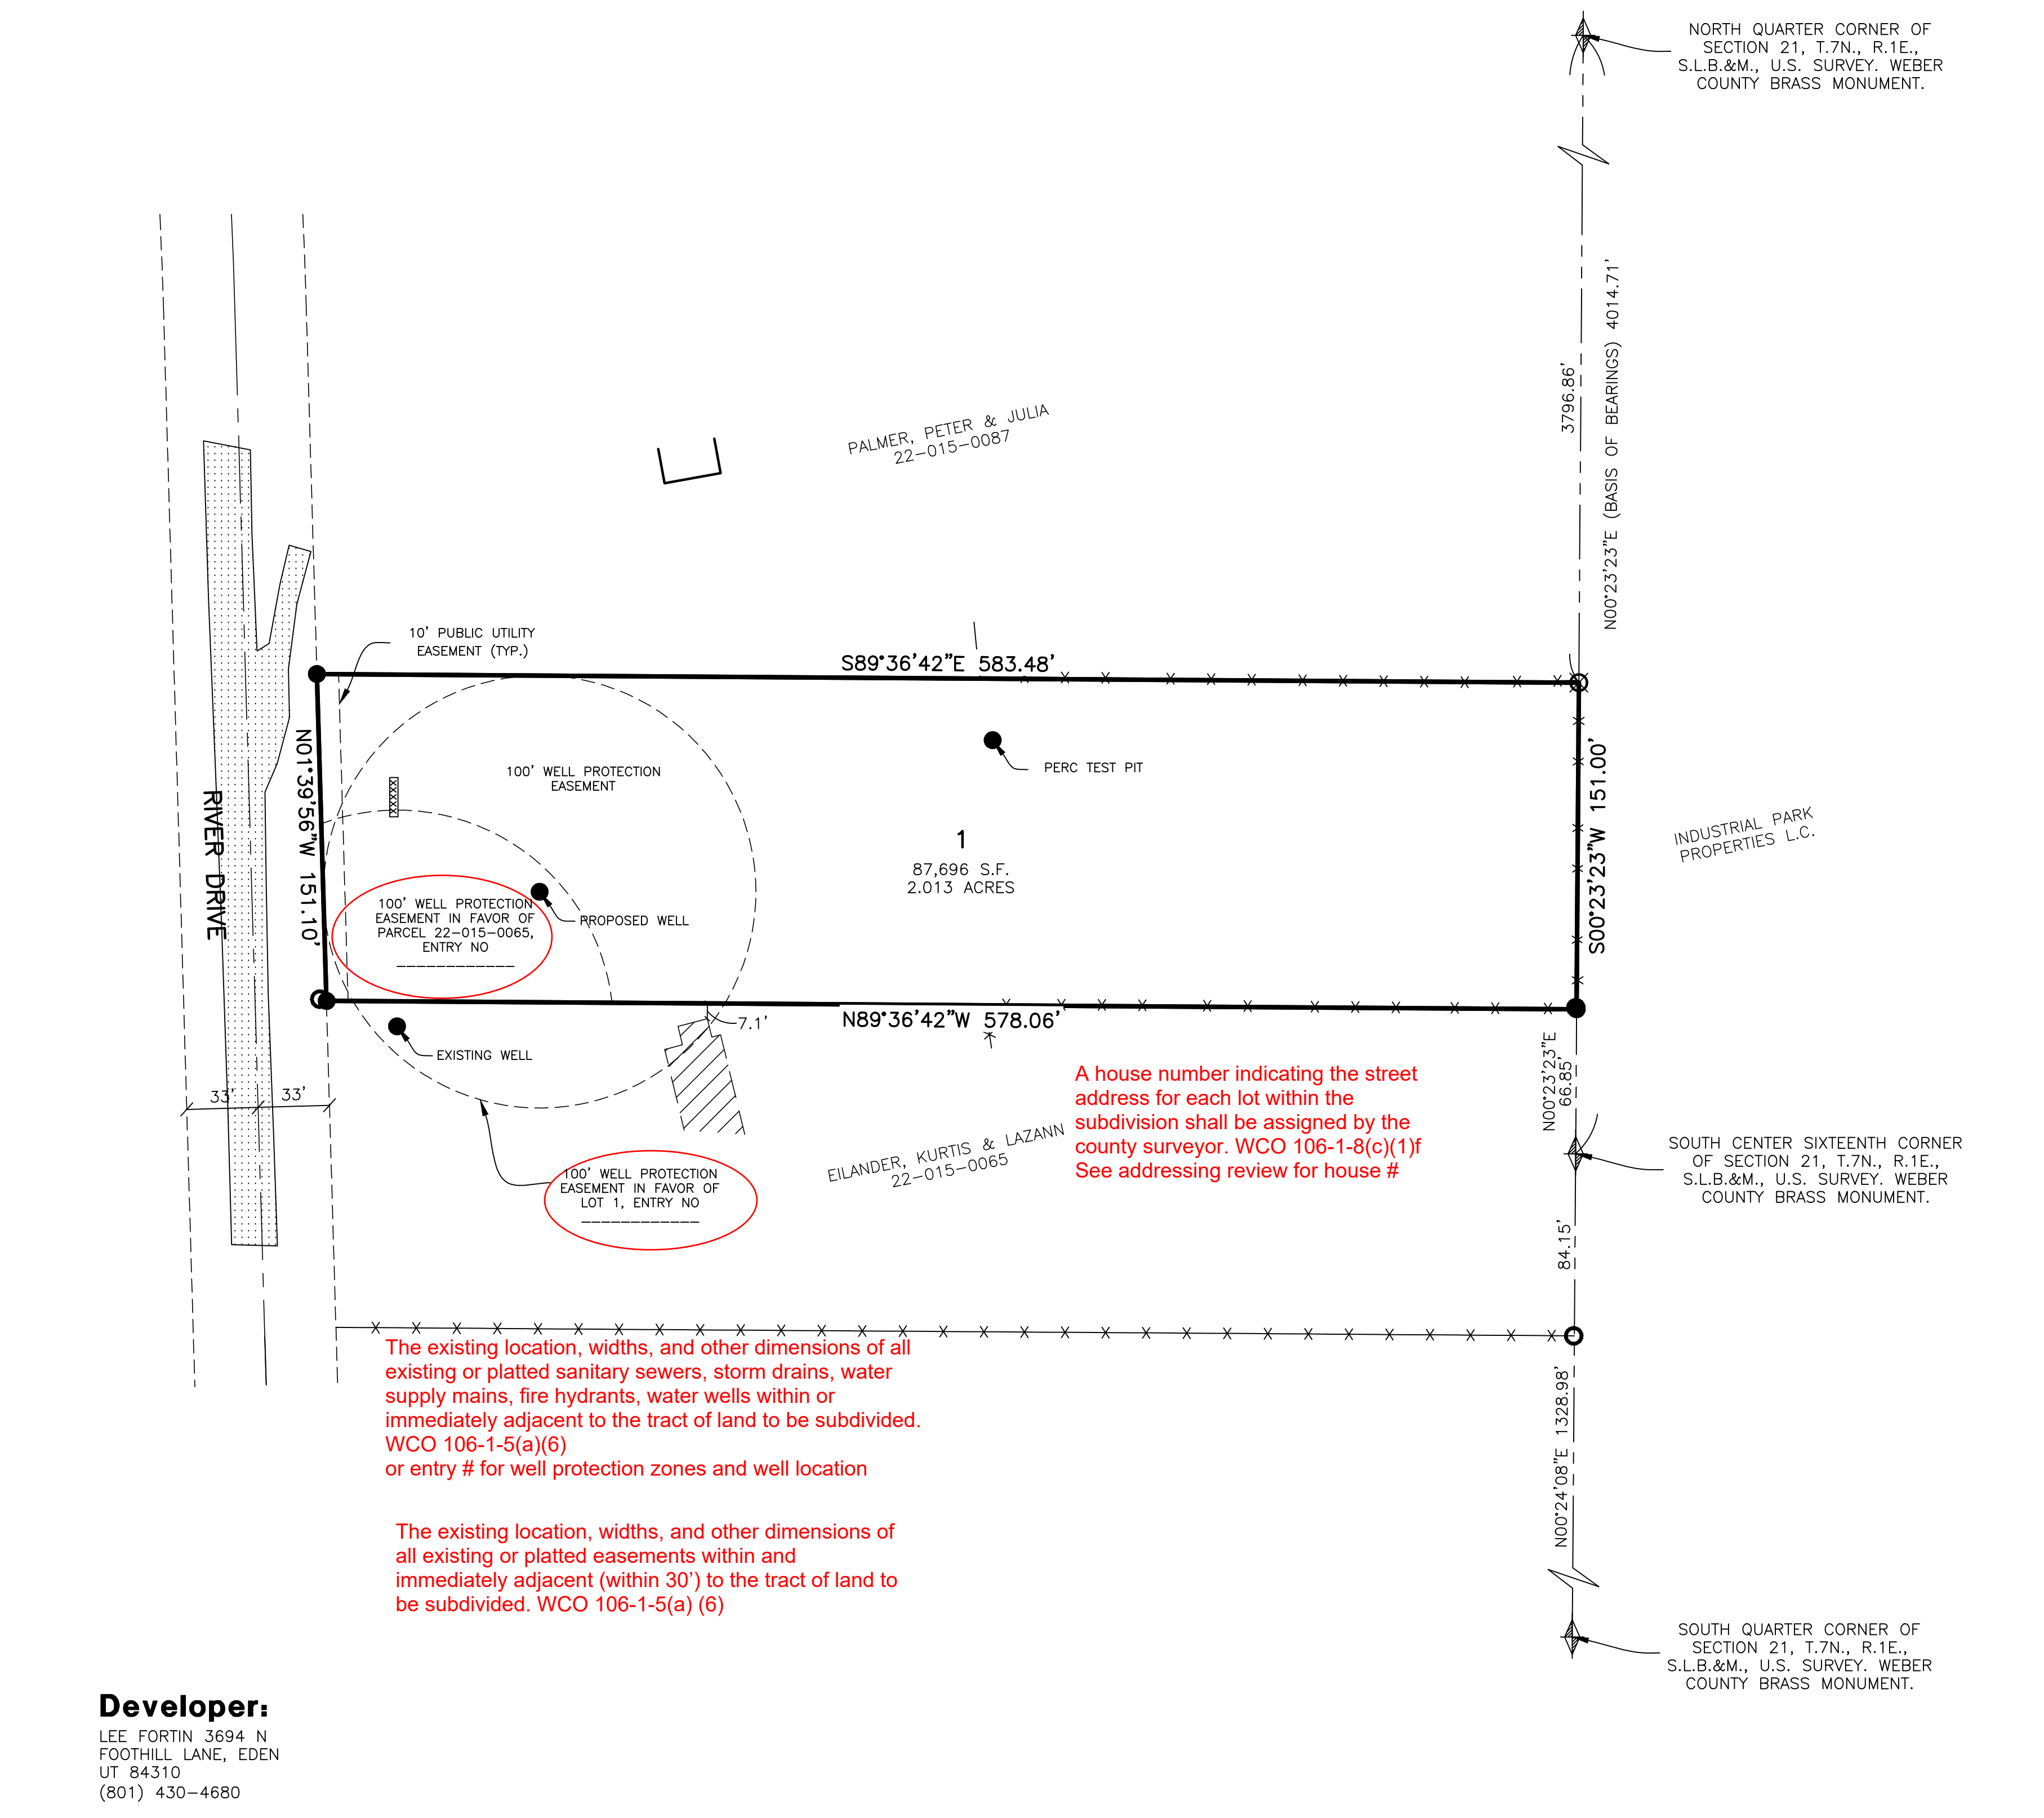 NORTH QUARTER CORNER OF
SECTION 21, T.7N., R.1E.,
S.L.B.&M., U.S. SURVEY. WEBER
COUNTY BRASS MONUMENT.
N00°23'23"E (BASIS OF BEARINGS) 4014.71'
3796.86'
PALMER, PETER & JULIA
22-015-0087
10' PUBLIC UTILITY
EASEMENT (TYP.)
S89°36'42"E 583.48'
N01°39'56"W 151.10'
RIVER DRIVE
100' WELL PROTECTION
EASEMENT
PERC TEST PIT
1
87,696 S.F.
2.013 ACRES
S00°23'23"W 151.00'
INDUSTRIAL PARK
PROPERTIES L.C.
100' WELL PROTECTION
EASEMENT IN FAVOR OF
PARCEL 22-015-0065,
ENTRY NO
____________
PROPOSED WELL
N89°36'42"W 578.06'
7.1'
EXISTING WELL
33'
33'
N00°23'23"E
66.85'
A house number indicating the street
address for each lot within the
subdivision shall be assigned by the
county surveyor. WCO 106-1-8(c)(1)f
See addressing review for house #
EILANDER, KURTIS & LAZANN
22-015-0065
100' WELL PROTECTION
EASEMENT IN FAVOR OF
LOT 1, ENTRY NO
____________
SOUTH CENTER SIXTEENTH CORNER
OF SECTION 21, T.7N., R.1E.,
S.L.B.&M., U.S. SURVEY. WEBER
COUNTY BRASS MONUMENT.
84.15'
The existing location, widths, and other dimensions of all
existing or platted sanitary sewers, storm drains, water
supply mains, fire hydrants, water wells within or
immediately adjacent to the tract of land to be subdivided.
WCO 106-1-5(a)(6)
or entry # for well protection zones and well location
N00°24'08"E 1328.98'
The existing location, widths, and other dimensions of
all existing or platted easements within and
immediately adjacent (within 30') to the tract of land to
be subdivided. WCO 106-1-5(a) (6)
SOUTH QUARTER CORNER OF
SECTION 21, T.7N., R.1E.,
S.L.B.&M., U.S. SURVEY. WEBER
COUNTY BRASS MONUMENT.
Developer:
LEE FORTIN 3694 N
FOOTHILL LANE, EDEN
UT 84310
(801) 430-4680